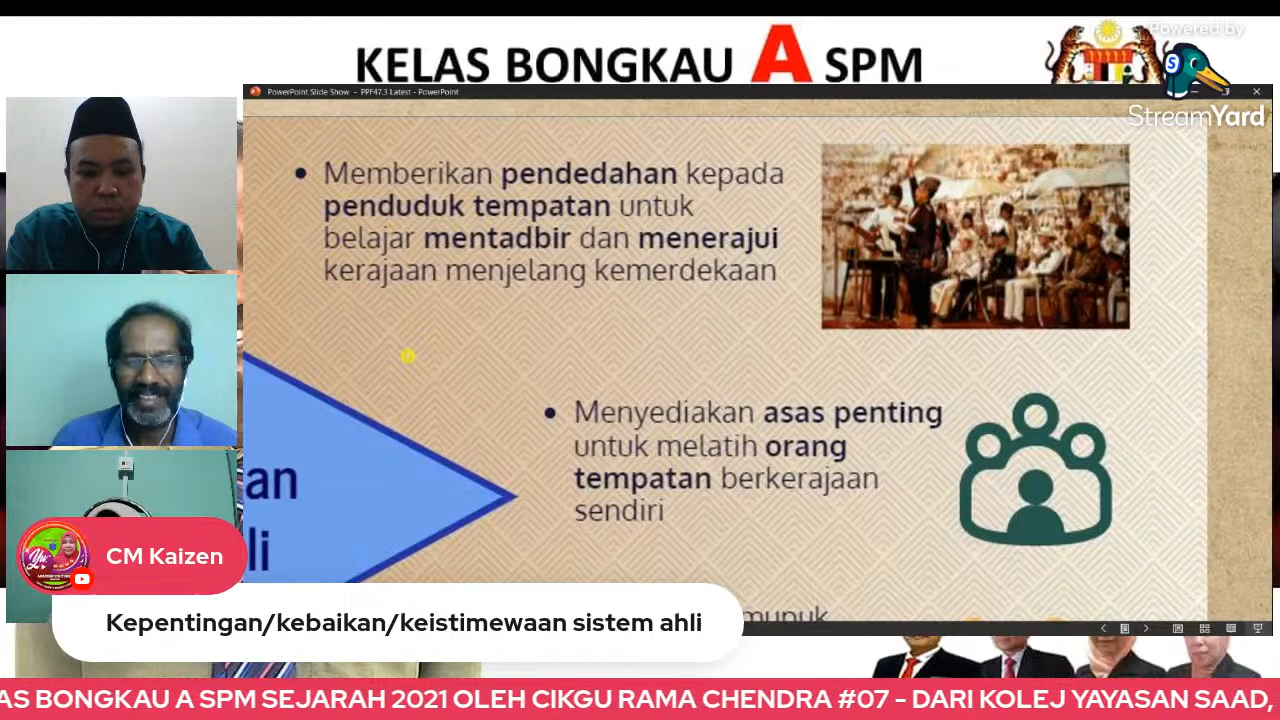 KELAS BONGKAU A SPM
Powered by
StreamYard
PowerPoint Slide Show - PPF47.3 Latest - PowerPoint
• Memberikan pendedahan kepada
penduduk tempatan untuk
belajar mentadbir dan menerajui
kerajaan menjelang kemerdekaan
• Menyediakan asas penting
untuk melatih orang
tempatan berkerajaan
sendiri
an
li
CM Kaizen
Kepentingan/kebaikan/keistimewaan sistem ahli
AS BONGKAU A SPM SEJARAH 2021 OLEH CIKGU RAMA CHENDRA #07 - DARI KOLEJ YAYASAN SAAD,